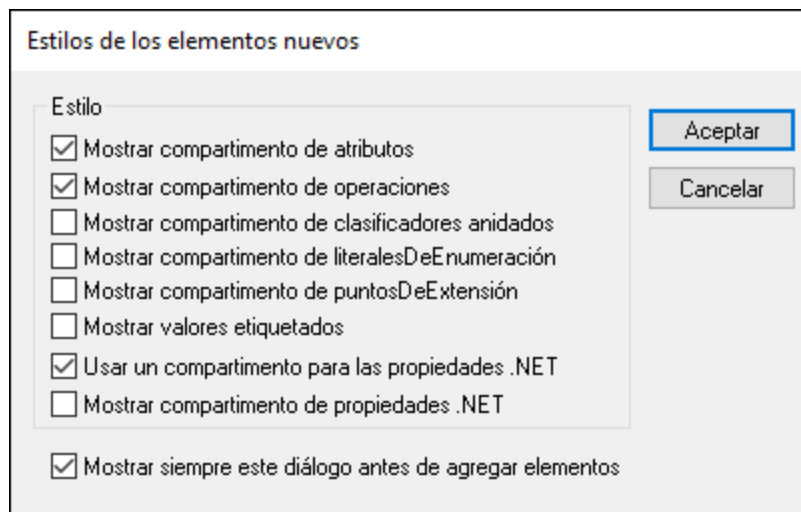 Estilos de los elementos nuevos
Estilo
Mostrar compartimento de atributos
Mostrar compartimento de operaciones
Mostrar compartimento de clasificadores anidados
Mostrar compartimento de literalesDeEnumeración
Mostrar compartimento de puntosDeExtensión
Mostrar valores etiquetados
Usar un compartimento para las propiedades .NET
Mostrar compartimento de propiedades .NET
Mostrar siempre este diálogo antes de agregar elementos
Aceptar
Cancelar